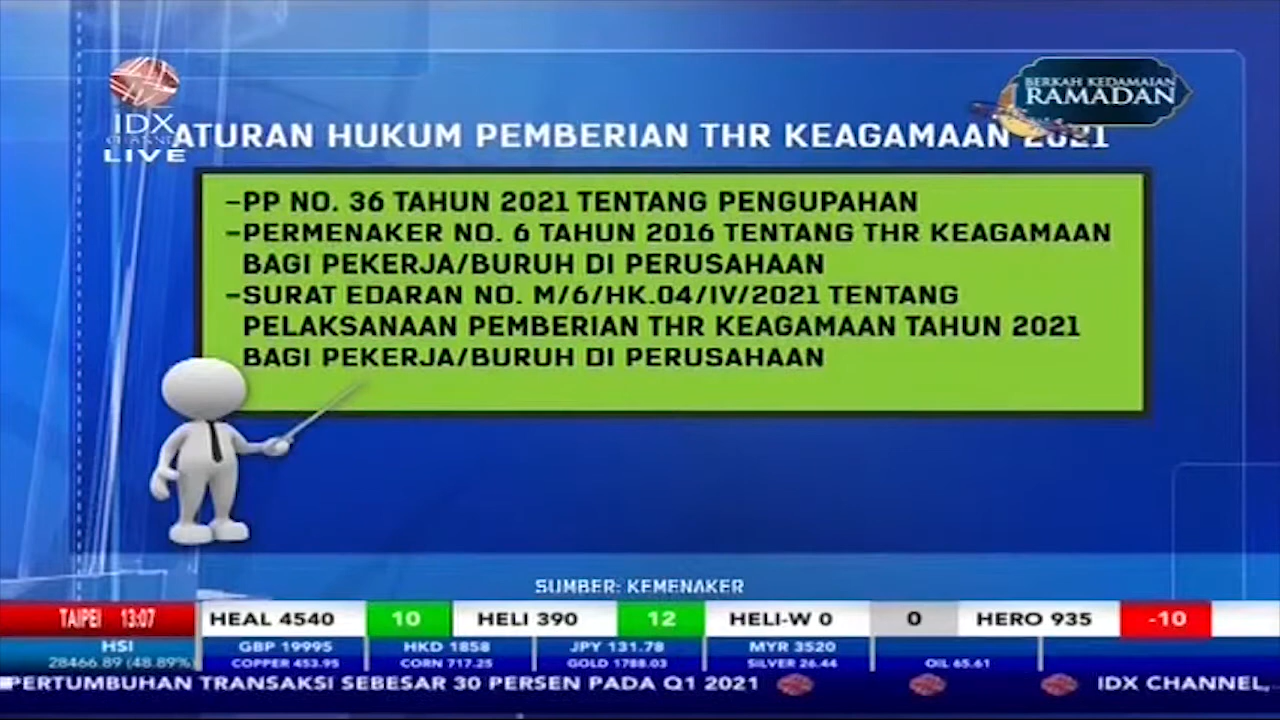 IDX
CHANNEL
LIVE
BERKAH KEDAMAIAN
RAMADAN
ATURAN HUKUM PEMBERIAN THR KEAGAMAAN 2021
-PP NO. 36 TAHUN 2021 TENTANG PENGUPAHAN
-PERMENAKER NO. 6 TAHUN 2016 TENTANG THR KEAGAMAAN
BAGI PEKERJA/BURUH DI PERUSAHAAN
-SURAT EDARAN NO. M/6/HK.04/IV/2021 TENTANG
PELAKSANAAN PEMBERIAN THR KEAGAMAAN TAHUN 2021
BAGI PEKERJA/BURUH DI PERUSAHAAN
SUMBER: KEMENAKER
TAIPEI 13:07 HEAL 4540 10 HELI 390 12 HELI-W 0 0 HERO 935 -10
HSI GBP 19995 HKD 1858 JPY 131.78 MYR 3520
28466.89 (48.89%) COPPER 453.95 CORN 717.25 GOLD 1788.03 SILVER 26.44 OIL 65.61
PERTUMBUHAN TRANSAKSI SEBESAR 30 PERSEN PADA Q1 2021 IDX CHANNEL,